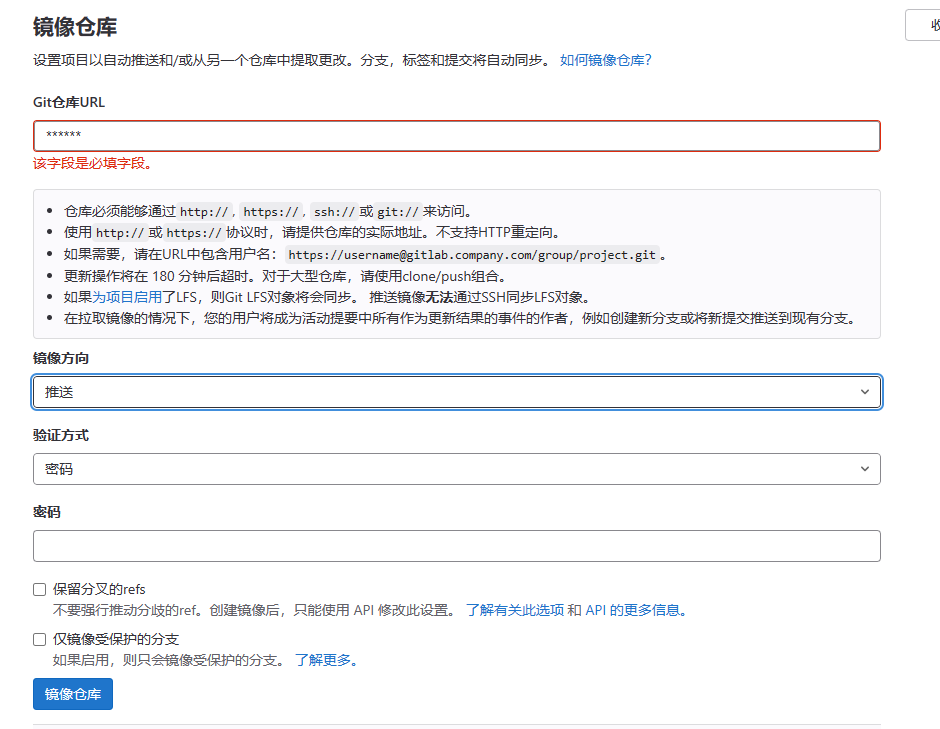 镜像仓库
收
设置项目以自动推送和/或从另一个仓库中提取更改。分支，标签和提交将自动同步。 如何镜像仓库？
Git仓库URL
******
该字段是必填字段。
仓库必须能够通过 http://，https://，ssh:// 或 git:// 来访问。
使用 http:// 或 https:// 协议时，请提供仓库的实际地址。不支持HTTP重定向。
如果需要，请在URL中包含用户名： https://username@gitlab.company.com/group/project.git 。
更新操作将在 180 分钟后超时。对于大型仓库，请使用clone/push组合。
如果为项目启用了LFS，则Git LFS对象将会同步。 推送镜像无法通过SSH同步LFS对象。
在拉取镜像的情况下，您的用户将成为活动提要中所有作为更新结果的事件的作者，例如创建新分支或将新提交推送到现有分支。
镜像方向
推送
验证方式
密码
密码
保留分叉的refs
不要强行推动分歧的ref。创建镜像后，只能使用 API 修改此设置。 了解有关此选项 和 API 的更多信息。
仅镜像受保护的分支
如果启用，则只会镜像受保护的分支。 了解更多。
镜像仓库